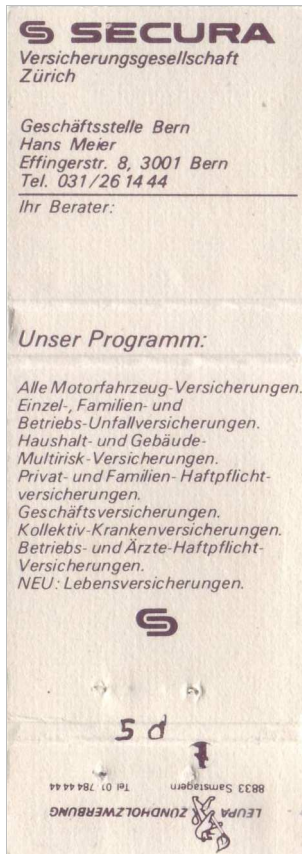 SECURA
Versicherungsgesellschaft
Zürich
Geschäftsstelle Bern
Hans Meier
Effingerstr. 8, 3001 Bern
Tel. 031/26 14 44
Ihr Berater:
Unser Programm:
Alle Motorfahrzeug-Versicherungen.
Einzel-, Familien- und
Betriebs-Unfallversicherungen.
Haushalt- und Gebäude-
Multirisk-Versicherungen.
Privat- und Familien- Haftpflicht-
versicherungen.
Geschäftsversicherungen.
Kollektiv-Krankenversicherungen.
Betriebs- und Ärzte-Haftpflicht-
Versicherungen.
NEU: Lebensversicherungen.
LEUPA ZÜNDHOLZWERBUNG
8833 Samstagern Tel 01 784 44 44